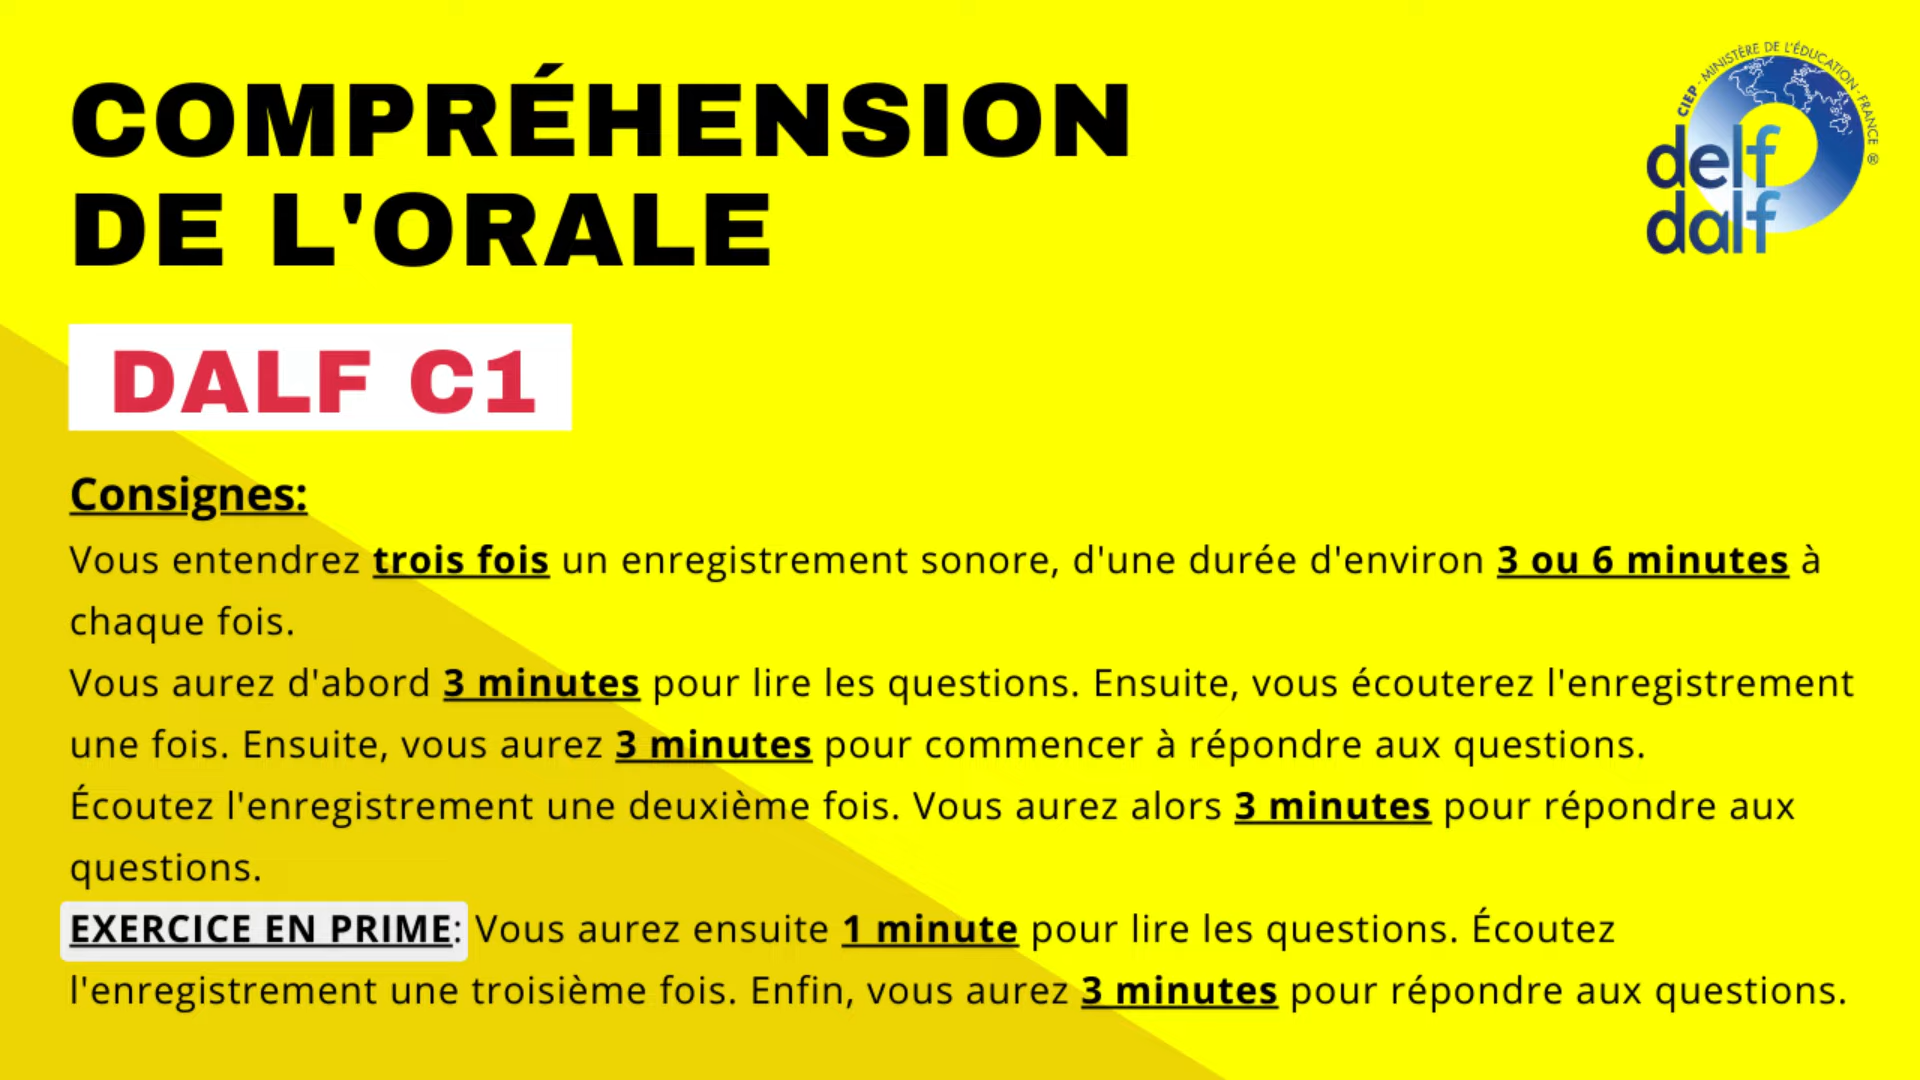 COMPRÉHENSION
DE L'ORALE
CIEP - MINISTÈRE DE L'ÉDUCATION - FRANCE ®
delf
dalf
DALF C1
Consignes:
Vous entendrez trois fois un enregistrement sonore, d'une durée d'environ 3 ou 6 minutes à
chaque fois.
Vous aurez d'abord 3 minutes pour lire les questions. Ensuite, vous écouterez l'enregistrement
une fois. Ensuite, vous aurez 3 minutes pour commencer à répondre aux questions.
Écoutez l'enregistrement une deuxième fois. Vous aurez alors 3 minutes pour répondre aux
questions.
EXERCICE EN PRIME: Vous aurez ensuite 1 minute pour lire les questions. Écoutez
l'enregistrement une troisième fois. Enfin, vous aurez 3 minutes pour répondre aux questions.